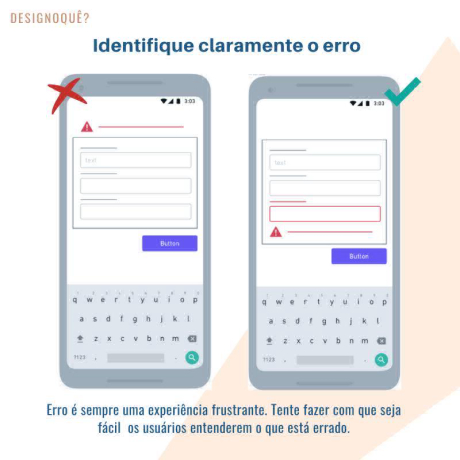 DESIGNOQUÊ?
Identifique claramente o erro
3:03
text
Button
q w e r t y u i o p
a s d f g h j k l
z x c v b n m
?123 , .
3:03
text
Button
q w e r t y u i o p
a s d f g h j k l
z x c v b n m
?123 , .
Erro é sempre uma experiência frustrante. Tente fazer com que seja
fácil os usuários entenderem o que está errado.